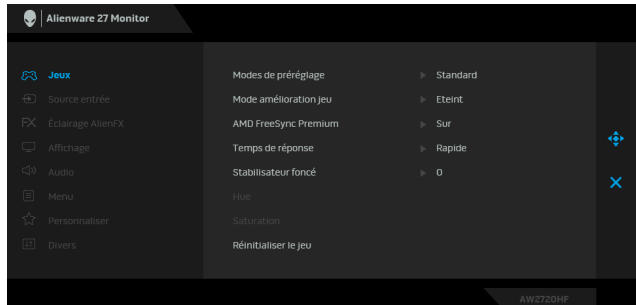 Alienware 27 Monitor
Jeux
Source entrée
Éclairage AlienFX
Affichage
Audio
Menu
Personnaliser
Divers
Modes de préréglage Standard
Mode amélioration jeu Eteint
AMD FreeSync Premium Sur
Temps de réponse Rapide
Stabilisateur foncé 0
Hue
Saturation
Réinitialiser le jeu
AW2720HF